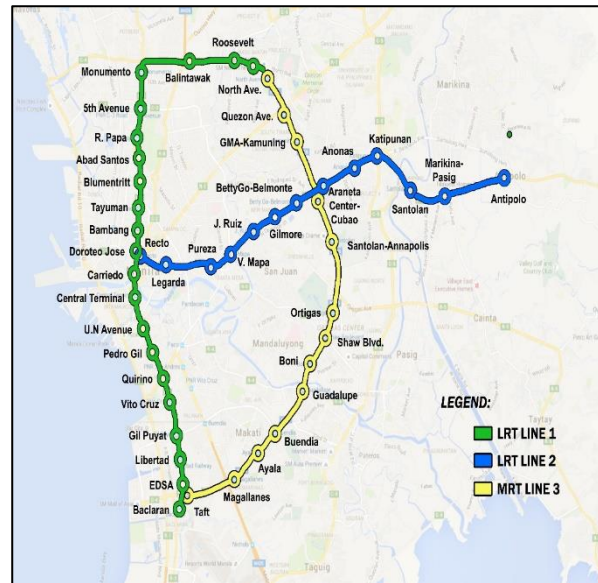 Roosevelt
Monumento
Balintawak
North Ave.
5th Avenue
Quezon Ave.
R. Papa
GMA-Kamuning
Abad Santos
Anonas
Katipunan
Marikina-
Pasig
Blumentritt
BettyGo-Belmonte
Araneta
Center-
Cubao
Santolan
Antipolo
Tayuman
J. Ruiz
Gilmore
Bambang
Recto
Pureza
V. Mapa
Santolan-Annapolis
Doroteo Jose
Legarda
Carriedo
Central Terminal
Ortigas
U.N Avenue
Shaw Blvd.
Pedro Gil
Boni
Quirino
Guadalupe
Vito Cruz
LEGEND:
LRT LINE 1
LRT LINE 2
MRT LINE 3
Gil Puyat
Buendia
Libertad
Ayala
EDSA
Magallanes
Taft
Baclaran
Marikina
San Juan
Mandaluyong
Pasig
Cainta
Taytay
Makati